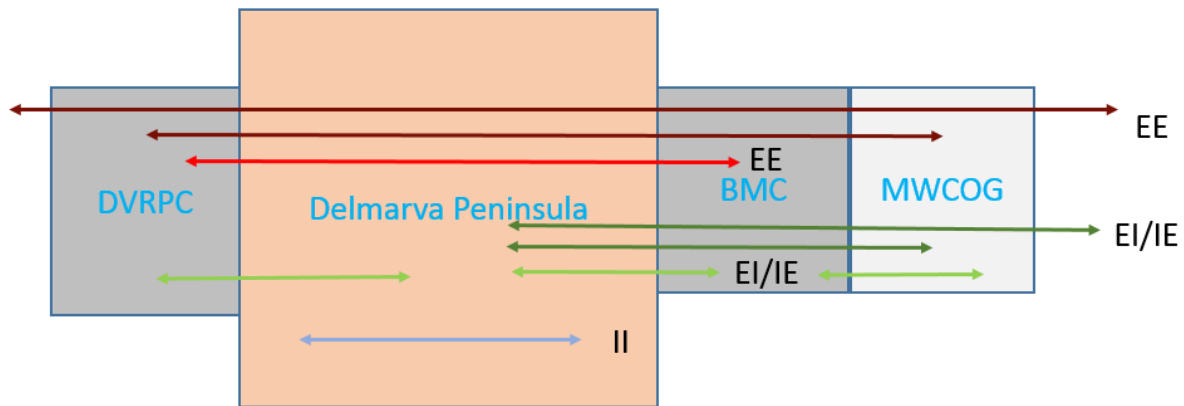 EE
EE
DVRPC
Delmarva Peninsula
BMC
MWCOG
EI/IE
EI/IE
II